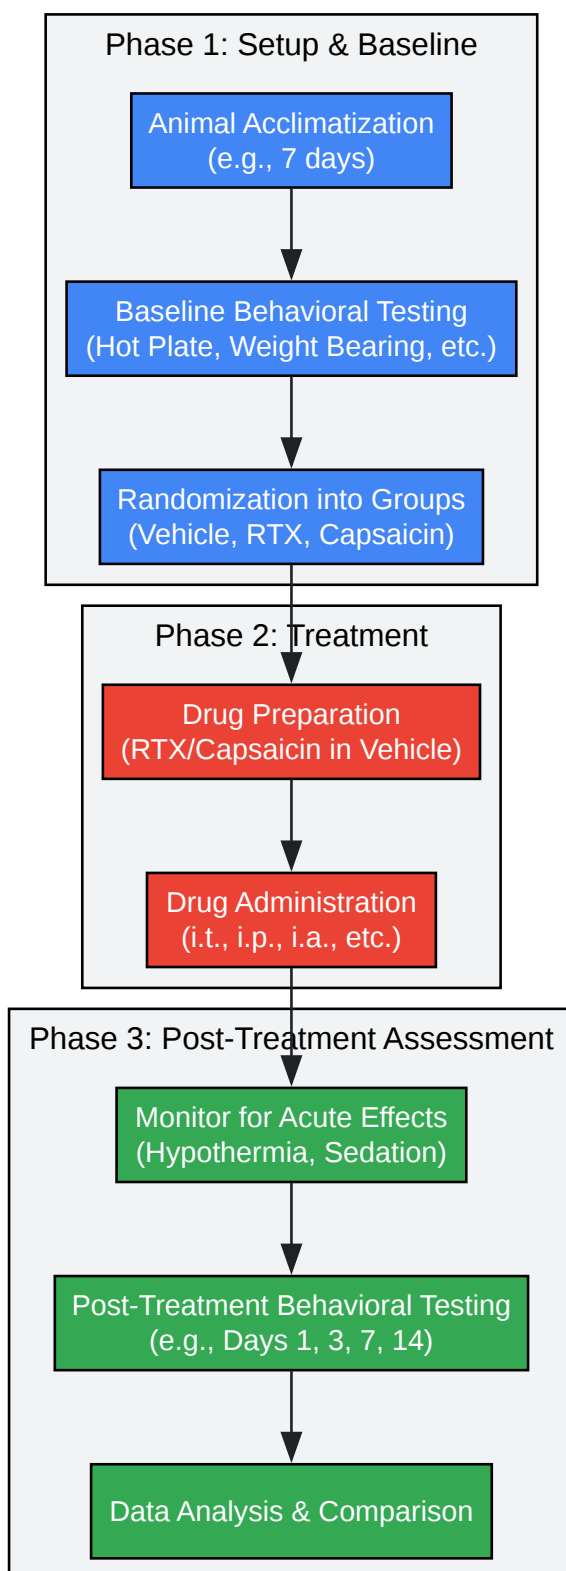 Phase 1: Setup & Baseline
Animal Acclimatization
(e.g., 7 days)
Baseline Behavioral Testing
(Hot Plate, Weight Bearing, etc.)
Randomization into Groups
(Vehicle, RTX, Capsaicin)
Phase 2: Treatment
Drug Preparation
(RTX/Capsaicin in Vehicle)
Drug Administration
(i.t., i.p., i.a., etc.)
Phase 3: Post-Treatment Assessment
Monitor for Acute Effects
(Hypothermia, Sedation)
Post-Treatment Behavioral Testing
(e.g., Days 1, 3, 7, 14)
Data Analysis & Comparison